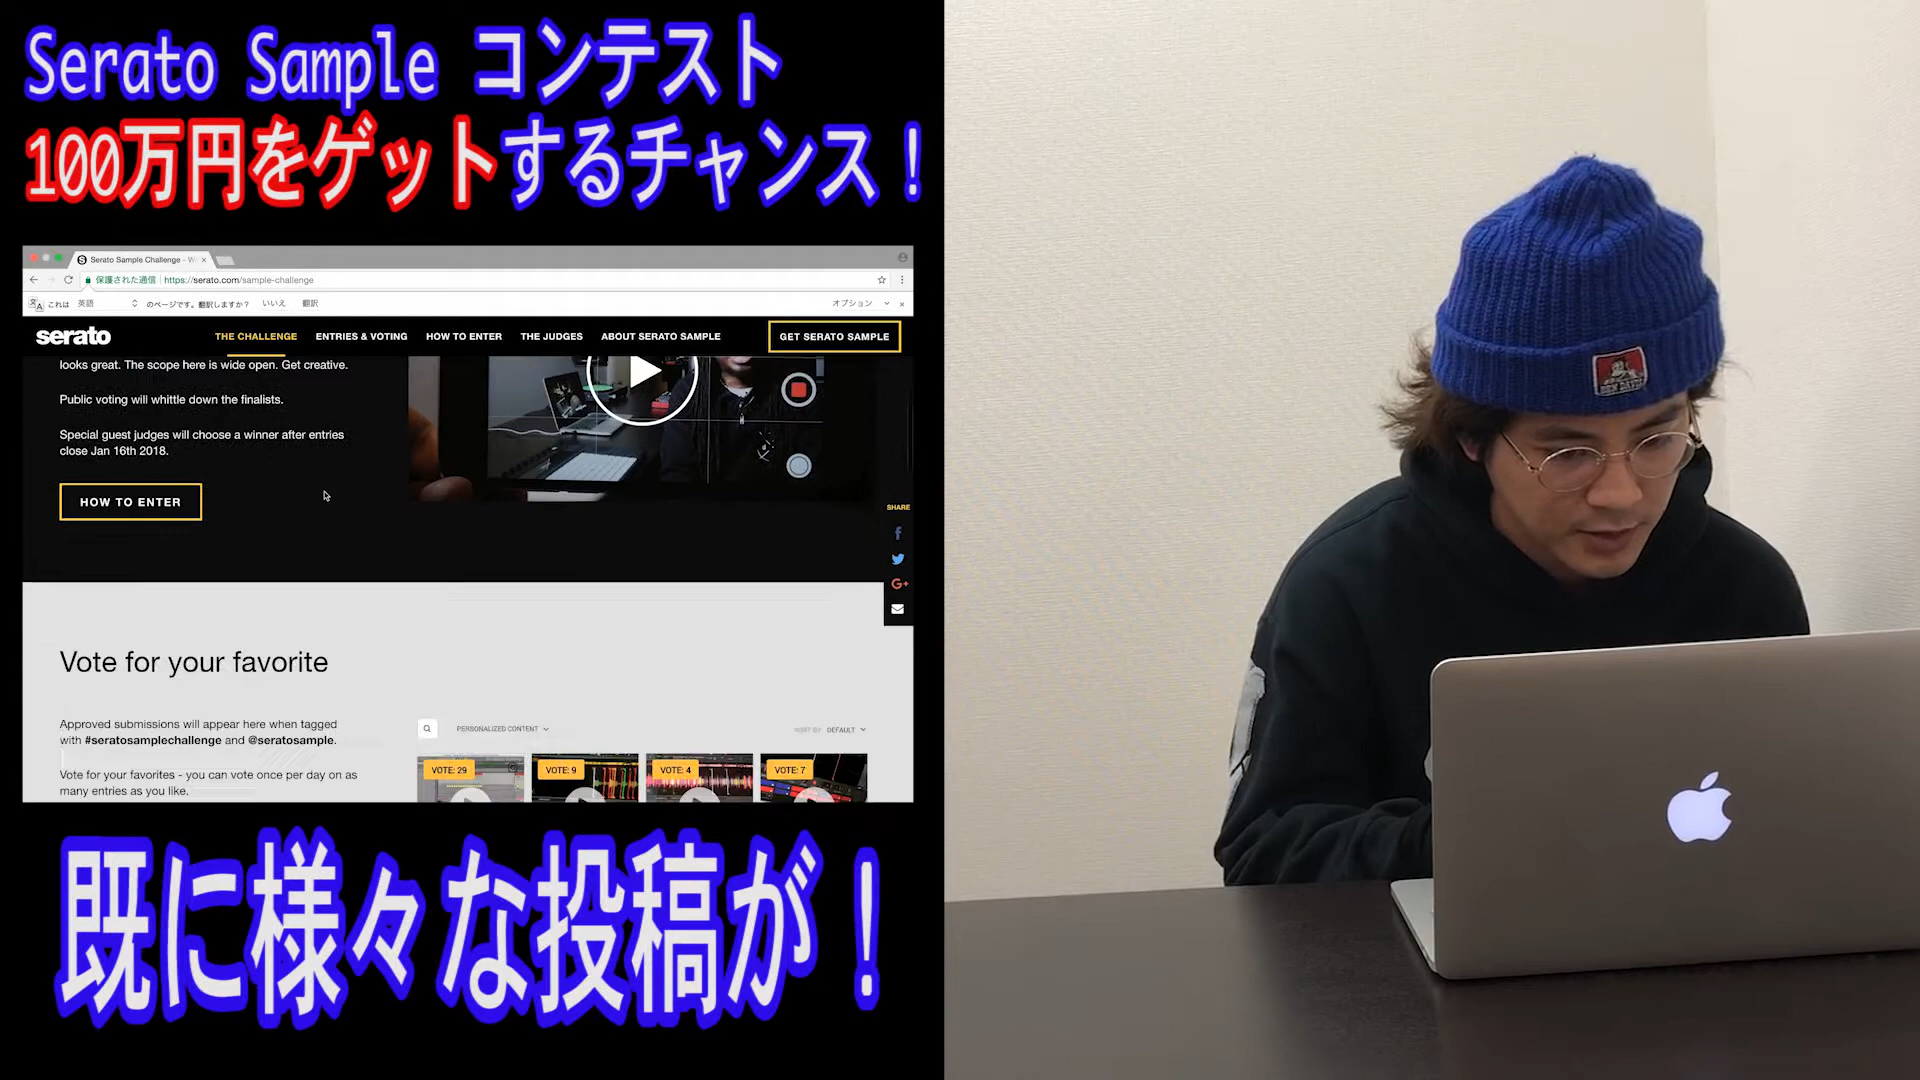 Serato Sample コンテスト
100万円をゲットするチャンス！
Serato Sample Challenge - W
保護された通信 https://serato.com/sample-challenge
これは 英語 のページです。翻訳しますか？ いいえ 翻訳 オプション
serato THE CHALLENGE ENTRIES & VOTING HOW TO ENTER THE JUDGES ABOUT SERATO SAMPLE GET SERATO SAMPLE
looks great. The scope here is wide open. Get creative.
Public voting will whittle down the finalists.
Special guest judges will choose a winner after entries
close Jan 16th 2018.
HOW TO ENTER
SHARE
G+
Vote for your favorite
Approved submissions will appear here when tagged
with #seratosamplechallenge and @seratosample.
Vote for your favorites - you can vote once per day on as
many entries as you like.
PERSONALIZED CONTENT SORT BY DEFAULT
VOTE: 29 VOTE: 9 VOTE: 4 VOTE: 7
既に様々な投稿が！
BEN DAVIS